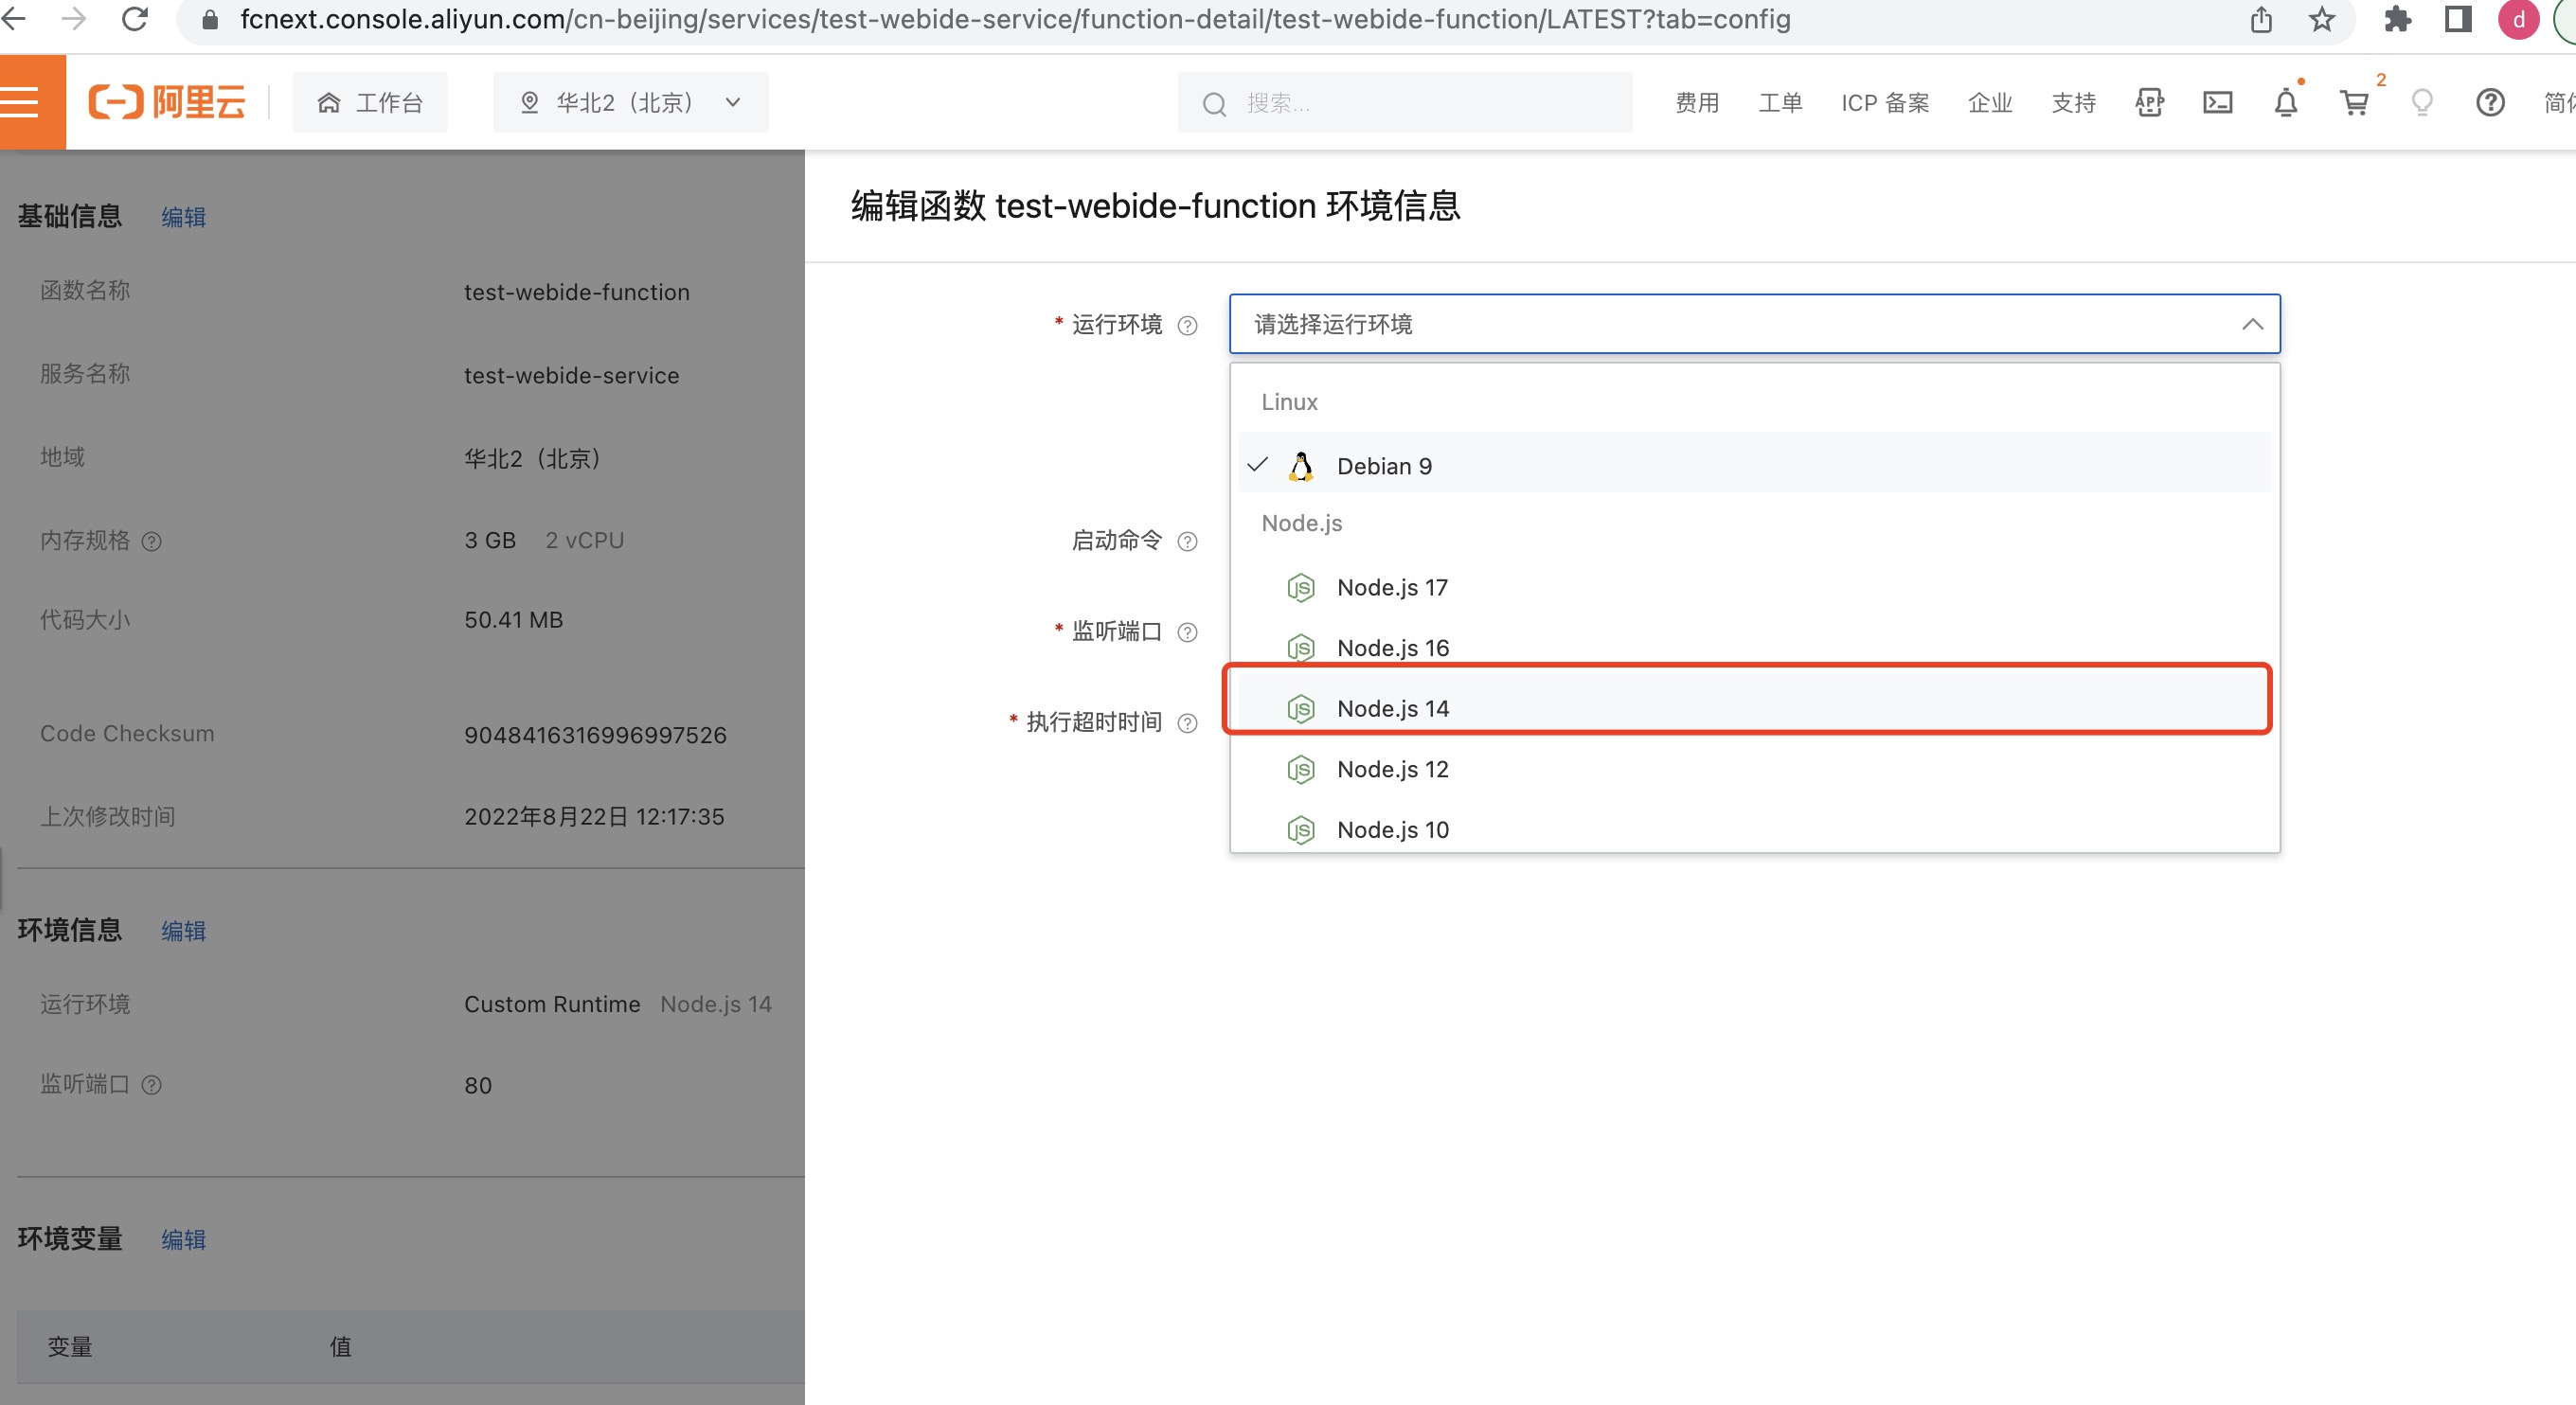 fcnext.console.aliyun.com/cn-beijing/services/test-webide-service/function-detail/test-webide-function/LATEST?tab=config
d
阿里云
工作台
华北2（北京）
搜索...
费用
工单
ICP 备案
企业
支持
APP
2
基础信息 编辑
函数名称 test-webide-function
服务名称 test-webide-service
地域 华北2（北京）
内存规格 3 GB 2 vCPU
代码大小 50.41 MB
Code Checksum 9048416316996997526
上次修改时间 2022年8月22日 12:17:35
环境信息 编辑
运行环境 Custom Runtime Node.js 14
监听端口 80
环境变量 编辑
变量 值
编辑函数 test-webide-function 环境信息
* 运行环境 请选择运行环境
Linux
Debian 9
Node.js
启动命令
Node.js 17
* 监听端口
Node.js 16
Node.js 14
* 执行超时时间
Node.js 12
Node.js 10